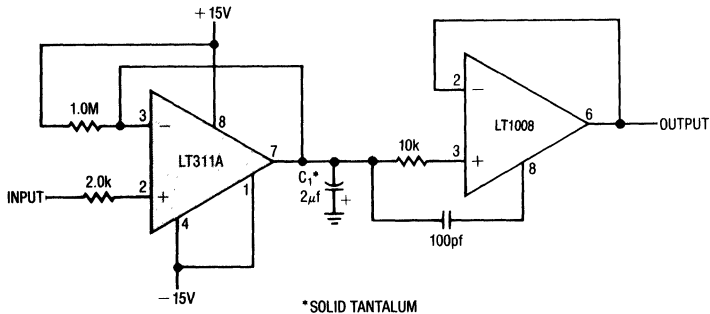 +15V
1.0M
3
−
8
LT311A
7
INPUT
2.0k
2
+
1
4
−15V
C₁*
2μf
+
10k
100pf
2
−
LT1008
6
OUTPUT
3
+
8
*SOLID TANTALUM